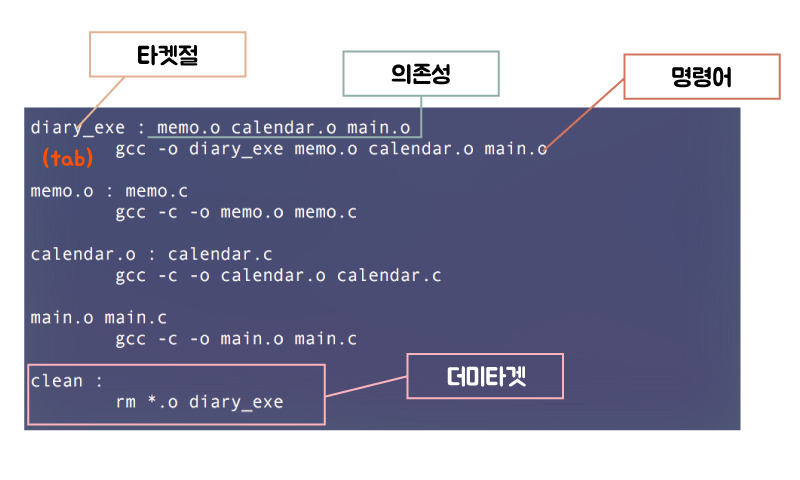 타켓절
의존성
명령어
diary_exe : memo.o calendar.o main.o
(tab) gcc -o diary_exe memo.o calendar.o main.o
memo.o : memo.c
gcc -c -o memo.o memo.c
calendar.o : calendar.c
gcc -c -o calendar.o calendar.c
main.o main.c
gcc -c -o main.o main.c
더미타겟
clean :
rm *.o diary_exe